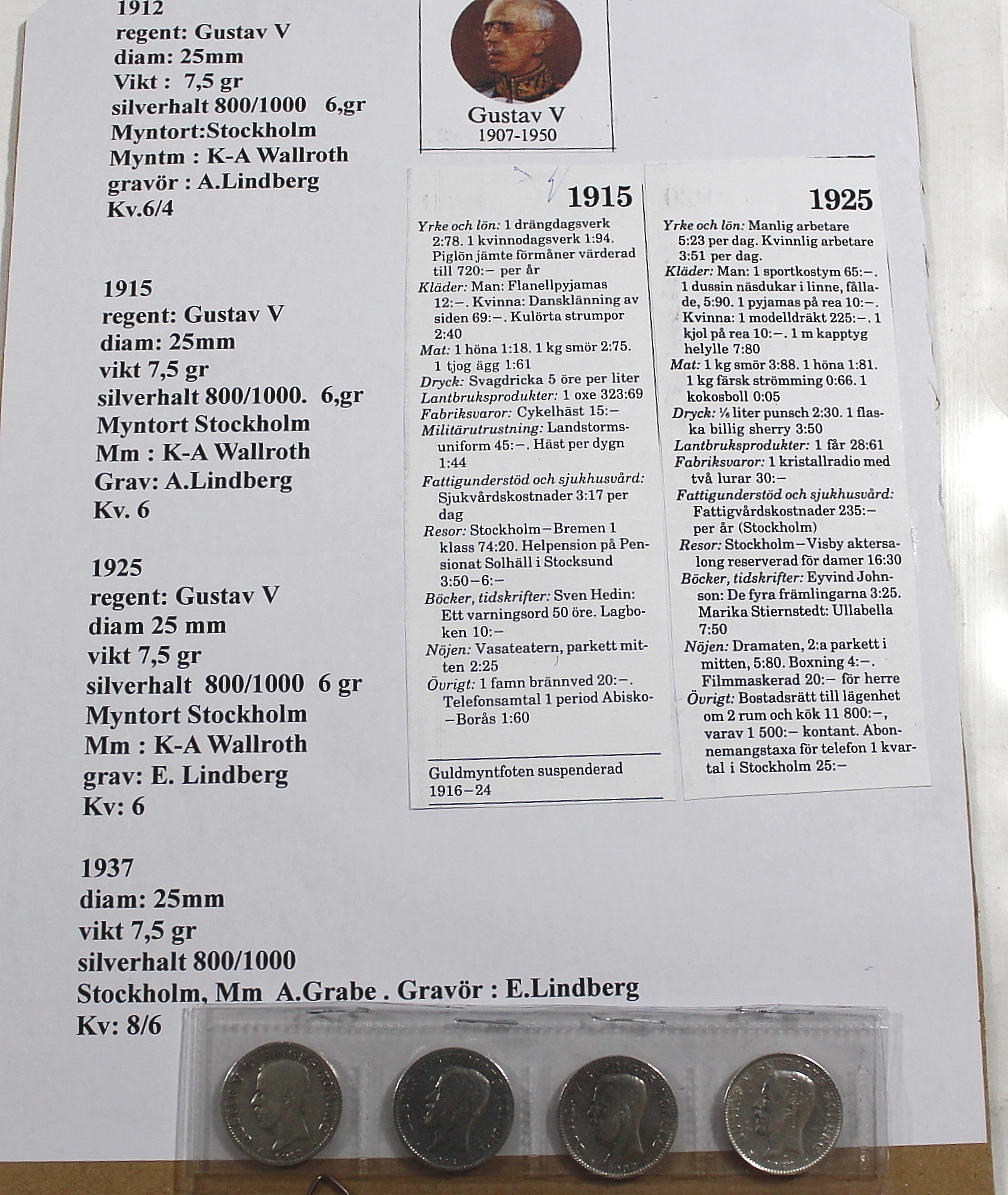 1912
regent: Gustav V
diam: 25mm
Vikt : 7,5 gr
silverhalt 800/1000 6,gr
Myntort:Stockholm
Myntm : K-A Wallroth
gravör : A.Lindberg
Kv.6/4
1915
regent: Gustav V
diam: 25mm
vikt 7,5 gr
silverhalt 800/1000. 6,gr
Myntort Stockholm
Mm : K-A Wallroth
Grav: A.Lindberg
Kv. 6
1925
regent: Gustav V
diam 25 mm
vikt 7,5 gr
silverhalt 800/1000 6 gr
Myntort Stockholm
Mm : K-A Wallroth
grav: E. Lindberg
Kv: 6
1937
diam: 25mm
vikt 7,5 gr
silverhalt 800/1000
Stockholm, Mm A.Grabe . Gravör : E.Lindberg
Kv: 8/6
Gustav V
1907-1950
1915
Yrke och lön: 1 drängdagsverk
2:78. 1 kvinnodagsverk 1:94.
Piglön jämte förmåner värderad
till 720:– per år
Kläder: Man: Flanellpyjamas
12:–. Kvinna: Dansklänning av
siden 69:–. Kulörta strumpor
2:40
Mat: 1 höna 1:18. 1 kg smör 2:75.
1 tjog ägg 1:61
Dryck: Svagdricka 5 öre per liter
Lantbruksprodukter: 1 oxe 323:69
Fabriksvaror: Cykelhäst 15:–
Militärutrustning: Landstorms-
uniform 45:–. Häst per dygn
1:44
Fattigunderstöd och sjukhusvård:
Sjukvårdskostnader 3:17 per
dag
Resor: Stockholm–Bremen 1
klass 74:20. Helpension på Pen-
sionat Solhäll i Stocksund
3:50–6:–
Böcker, tidskrifter: Sven Hedin:
Ett varningsord 50 öre. Lagbo-
ken 10:–
Nöjen: Vasateatern, parkett mit-
ten 2:25
Övrigt: 1 famn brännved 20:–.
Telefonsamtal 1 period Abisko-
–Borås 1:60
Guldmyntfoten suspenderad
1916–24
1925
Yrke och lön: Manlig arbetare
5:23 per dag. Kvinnlig arbetare
3:51 per dag.
Kläder: Man: 1 sportkostym 65:–.
1 dussin näsdukar i linne, fålla-
de, 5:90. 1 pyjamas på rea 10:–.
Kvinna: 1 modelldräkt 225:–. 1
kjol på rea 10:–. 1 m kapptyg
helylle 7:80
Mat: 1 kg smör 3:88. 1 höna 1:81.
1 kg färsk strömming 0:66. 1
kokosboll 0:05
Dryck: ⅙ liter punsch 2:30. 1 flas-
ka billig sherry 3:50
Lantbruksprodukter: 1 får 28:61
Fabriksvaror: 1 kristallradio med
två lurar 30:–
Fattigunderstöd och sjukhusvård:
Fattigvårdskostnader 235:–
per år (Stockholm)
Resor: Stockholm–Visby aktersa-
long reserverad för damer 16:30
Böcker, tidskrifter: Eyvind John-
son: De fyra främlingarna 3:25.
Marika Stiernstedt: Ullabella
7:50
Nöjen: Dramaten, 2:a parkett i
mitten, 5:80. Boxning 4:–.
Filmmaskerad 20:– för herre
Övrigt: Bostadsrätt till lägenhet
om 2 rum och kök 11 800:–,
varav 1 500:– kontant. Abon-
nemangstaxa för telefon 1 kvar-
tal i Stockholm 25:–